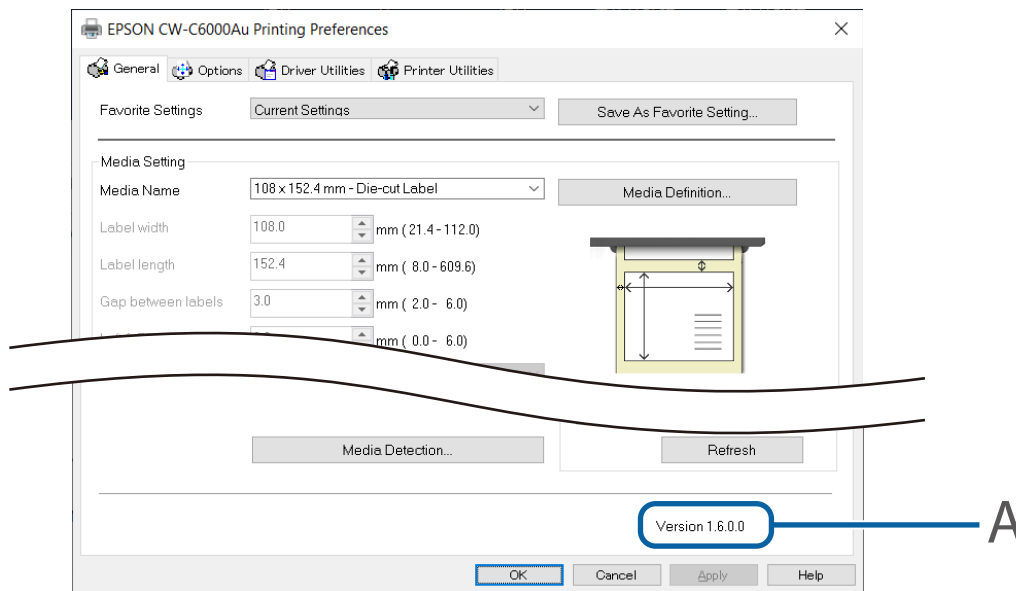 EPSON CW-C6000Au Printing Preferences
General Options Driver Utilities Printer Utilities
Favorite Settings Current Settings Save As Favorite Setting...
Media Setting
Media Name 108 x 152.4 mm - Die-cut Label Media Definition...
Label width 108.0 mm ( 21.4 - 112.0)
Label length 152.4 mm ( 8.0 - 609.6)
Gap between labels 3.0 mm ( 2.0 - 6.0)
mm ( 0.0 - 6.0)
Media Detection... Refresh
Version 1.6.0.0 A
OK Cancel Apply Help